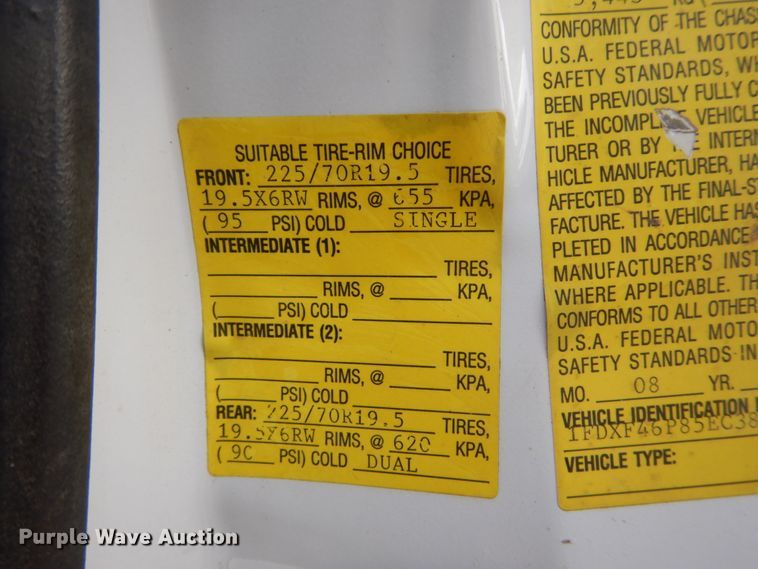 SUITABLE TIRE-RIM CHOICE
FRONT: 225/70R19.5 TIRES,
19.5X6RW RIMS, @ 655 KPA,
( 95 PSI) COLD SINGLE
INTERMEDIATE (1):
TIRES,
RIMS, @ KPA,
( PSI) COLD
INTERMEDIATE (2):
TIRES,
RIMS, @ KPA,
( PSI) COLD
REAR: 225/70R19.5 TIRES,
19.5X6RW RIMS, @ 620 KPA,
( 90 PSI) COLD DUAL
CONFORMITY OF THE CHAS
U.S.A. FEDERAL MOTOR
SAFETY STANDARDS, WH
BEEN PREVIOUSLY FULLY C
THE VEHICLE
TURER OR BY INTERN
HICLE MANUFACTURER, HA
AFFECTED BY THE FINAL-ST
FACTURE. THE VEHICLE HAS
PLETED IN ACCORDANCE
MANUFACTURER'S INST
WHERE APPLICABLE. TH
CONFORMS TO ALL OTHER
U.S.A. FEDERAL MOTO
SAFETY STANDARDS IN
MO. 08 YR.
VEHICLE IDENTIFICATION
1FDXF46P85EC38
VEHICLE TYPE:
Purple Wave Auction